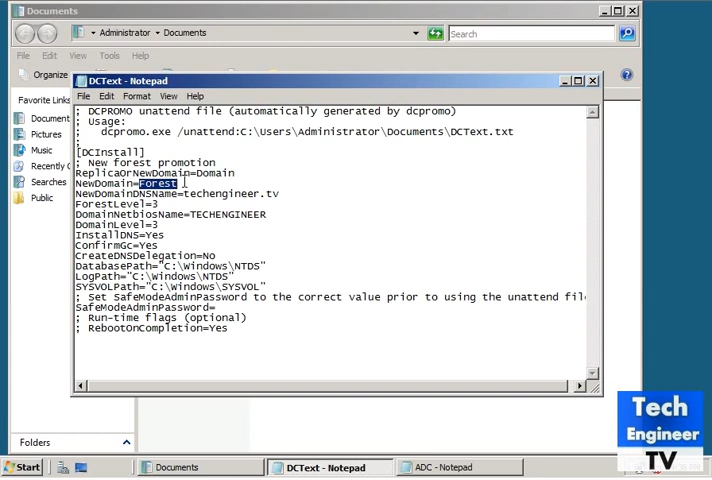 Documents
Administrator
Documents
Search
File Edit View Tools Help
Organize
Favorite Links
Pictures
Music
Recently C
Searches
Public
Folders
DCText - Notepad
File Edit Format View Help
; DCPROMO unattend file (automatically generated by dcpromo)
; Usage:
;   dcpromo.exe /unattend:C:\Users\Administrator\Documents\DCText.txt
;
[DCInstall]
; New forest promotion
ReplicaOrNewDomain=Domain
NewDomain=Forest
NewDomainDNSName=techengineer.tv
ForestLevel=3
DomainNetbiosName=TECHENGINEER
DomainLevel=3
InstallDNS=Yes
ConfirmGc=Yes
CreateDNSDelegation=No
DatabasePath="C:\Windows\NTDS"
LogPath="C:\Windows\NTDS"
SYSVOLPath="C:\Windows\SYSVOL"
; Set SafeModeAdminPassword to the correct value prior to using the unattend file
SafeModeAdminPassword=
; Run-time flags (optional)
; RebootOnCompletion=Yes
Tech
Engineer
TV
Start
Documents
DCText - Notepad
ADC - Notepad